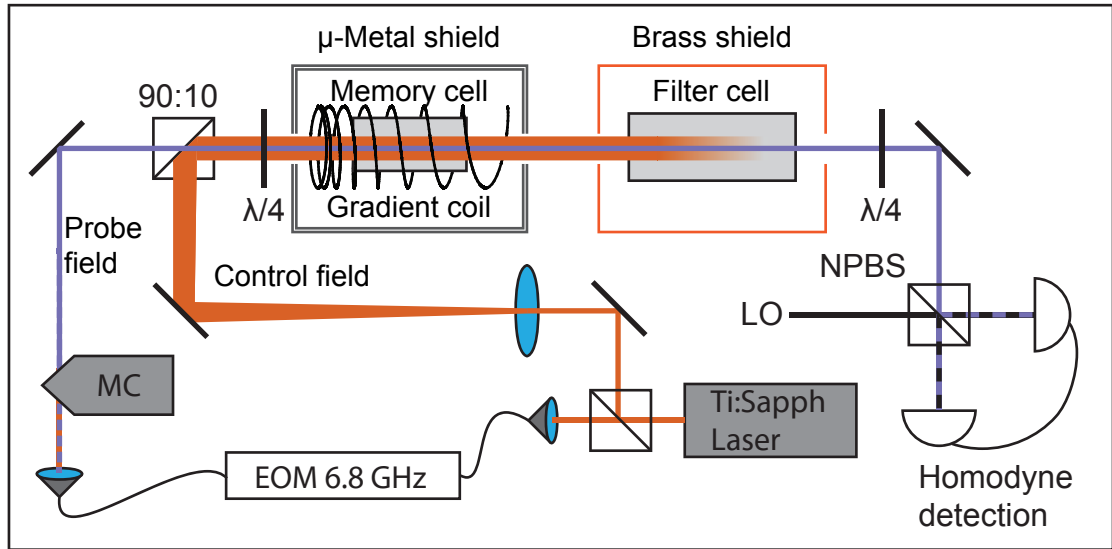 μ-Metal shield
Brass shield
90:10
Memory cell
Filter cell
λ/4
Gradient coil
λ/4
Probe
field
Control field
NPBS
LO
MC
Ti:Sapph
Laser
EOM 6.8 GHz
Homodyne
detection